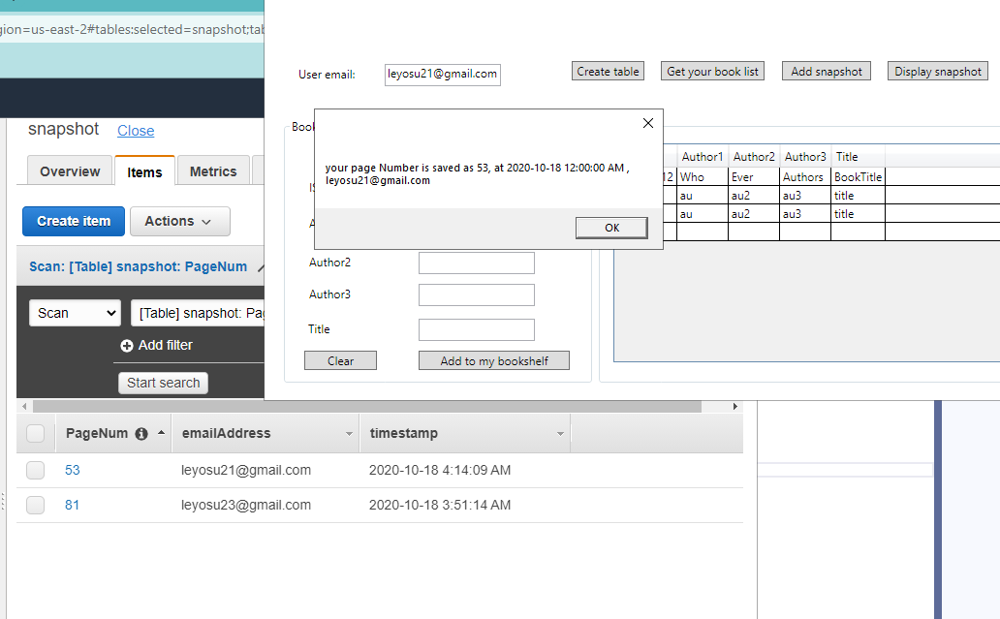 gion=us-east-2#tables:selected=snapshot;tab
snapshot Close
Overview Items Metrics
Create item Actions
Scan: [Table] snapshot: PageNum
Scan [Table] snapshot: Pag
Add filter
Start search
PageNum emailAddress timestamp
53 leyosu21@gmail.com 2020-10-18 4:14:09 AM
81 leyosu23@gmail.com 2020-10-18 3:51:14 AM
User email: leyosu21@gmail.com Create table Get your book list Add snapshot Display snapshot
Book
your page Number is saved as 53, at 2020-10-18 12:00:00 AM ,
leyosu21@gmail.com
OK
Author2
Author3
Title
Clear Add to my bookshelf
Author1 Author2 Author3 Title
12 Who Ever Authors BookTitle
au au2 au3 title
au au2 au3 title